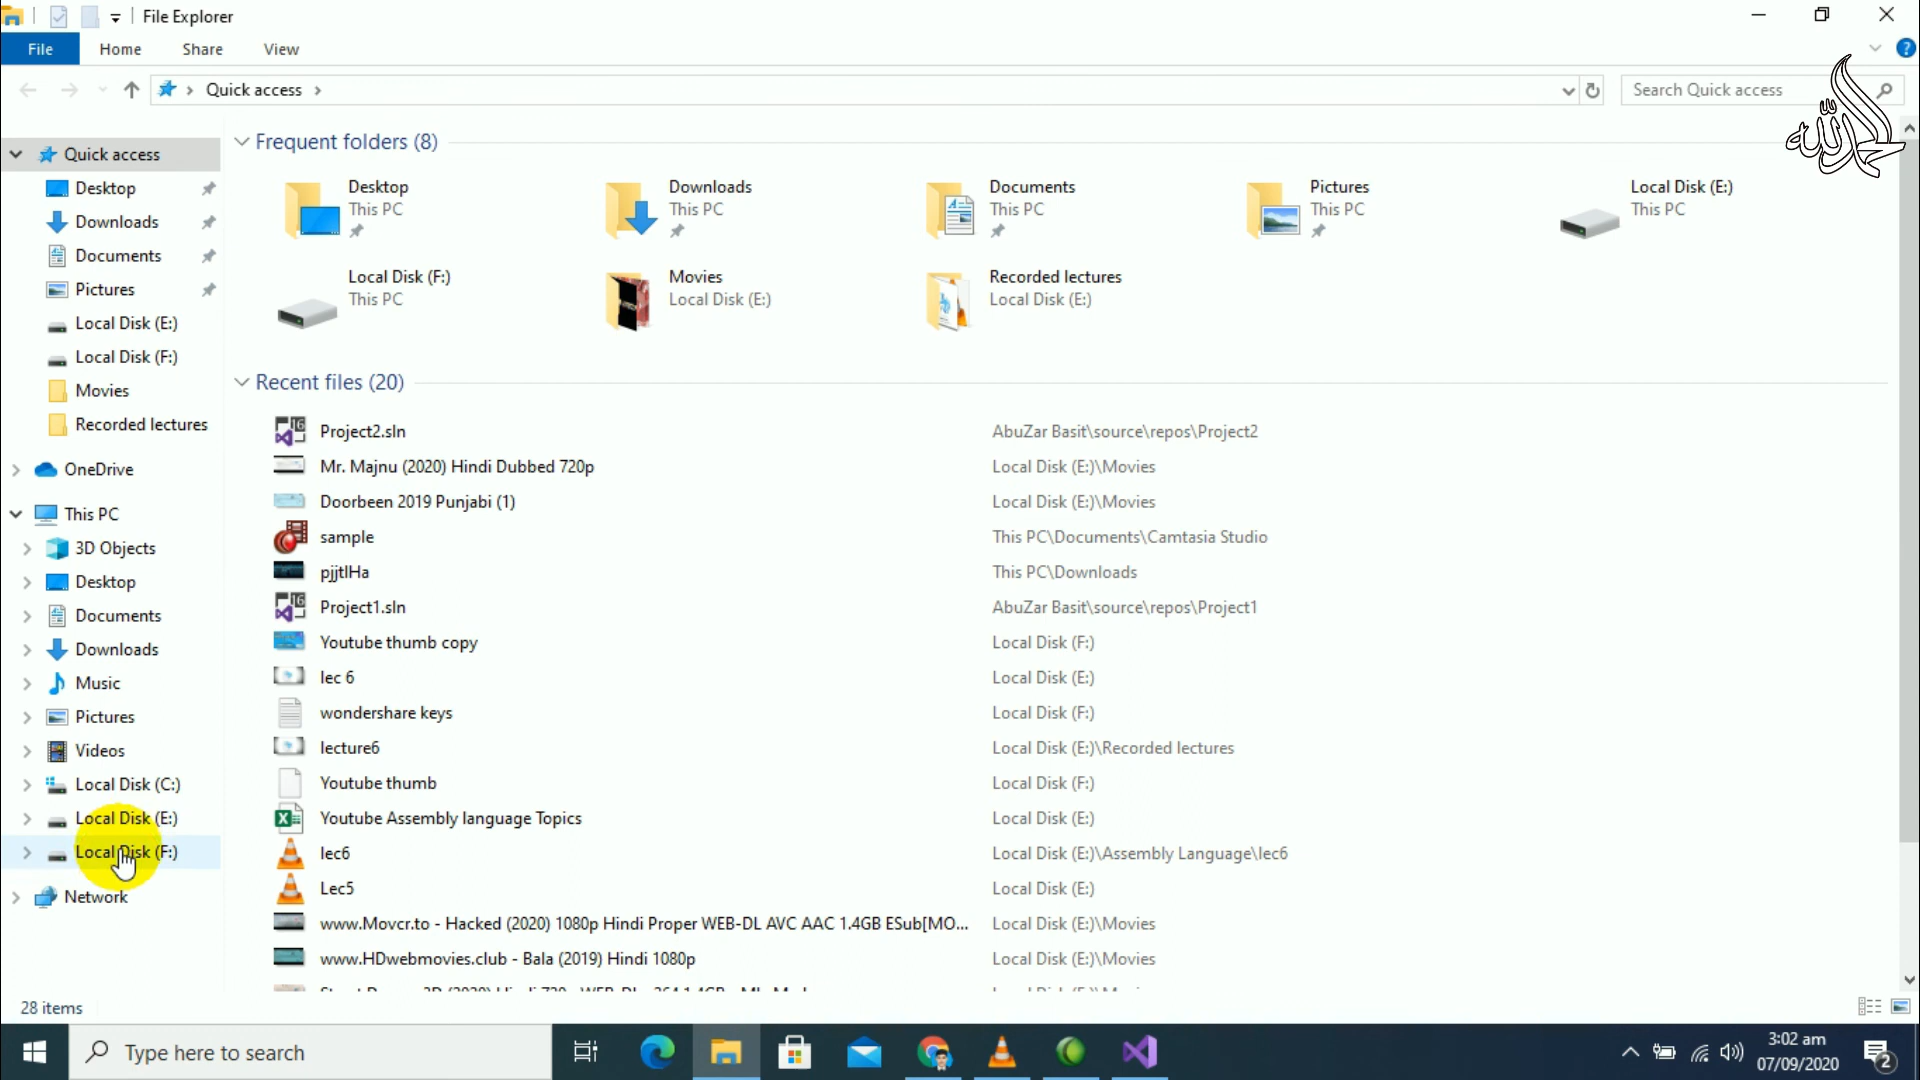 File Explorer
File Home Share View
Quick access
Search Quick access
الحمد لله
Quick access
Desktop
Downloads
Documents
Pictures
Local Disk (E:)
Local Disk (F:)
Movies
Recorded lectures
OneDrive
This PC
3D Objects
Desktop
Documents
Downloads
Music
Pictures
Videos
Local Disk (C:)
Local Disk (E:)
Local Disk (F:)
Network
Frequent folders (8)
Desktop
This PC
Downloads
This PC
Documents
This PC
Pictures
This PC
Local Disk (E:)
This PC
Local Disk (F:)
This PC
Movies
Local Disk (E:)
Recorded lectures
Local Disk (E:)
Recent files (20)
Project2.sln AbuZar Basit\source\repos\Project2
Mr. Majnu (2020) Hindi Dubbed 720p Local Disk (E:)\Movies
Doorbeen 2019 Punjabi (1) Local Disk (E:)\Movies
sample This PC\Documents\Camtasia Studio
pjjtlHa This PC\Downloads
Project1.sln AbuZar Basit\source\repos\Project1
Youtube thumb copy Local Disk (F:)
lec 6 Local Disk (E:)
wondershare keys Local Disk (F:)
lecture6 Local Disk (E:)\Recorded lectures
Youtube thumb Local Disk (F:)
Youtube Assembly language Topics Local Disk (E:)
lec6 Local Disk (E:)\Assembly Language\lec6
Lec5 Local Disk (E:)
www.Movcr.to - Hacked (2020) 1080p Hindi Proper WEB-DL AVC AAC 1.4GB ESub[MO... Local Disk (E:)\Movies
www.HDwebmovies.club - Bala (2019) Hindi 1080p Local Disk (E:)\Movies
28 items
Type here to search
3:02 am
07/09/2020
2